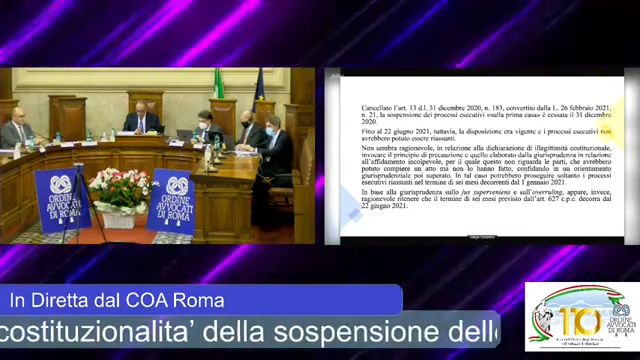 Cancellato l'art. 13 d.l. 31 dicembre 2020, n. 183, convertito dalla L. 26 febbraio 2021,
n. 21, la sospensione dei processi esecutivi «sulla prima casa» è cessata il 31 dicembre
2020.
Fino al 22 giugno 2021, tuttavia, la disposizione era vigente e i processi esecutivi non
avrebbero potuto essere riassunti.
Non sembra ragionevole, in relazione alla dichiarazione di illegittimità costituzionale,
invocare il principio di precauzione e quello elaborato dalla giurisprudenza in relazione
all'affidamento incolpevole, per il quale questo non riguarda le parti, che avrebbero
potuto compiere un atto ma non lo hanno fatto, confidando in un orientamento
giurisprudenziale poi superato. In tal caso potrebbero proseguire soltanto i processi
esecutivi riassunti nel termine di sei mesi decorrenti dal 1 gennaio 2021.
In base alla giurisprudenza sullo jus superveniens e sull'overruling, appare, invece,
ragionevole ritenere che il termine di sei mesi previsto dall'art. 627 c.p.c. decorra dal
22 giugno 2021.
ORDINE
AVVOCATI
DI ROMA
ORDINE
AVVOCATI
DI ROMA
In Diretta dal COA Roma
costituzionalita' della sospensione dell
110
ORDINE
AVVOCATI
DI ROMA